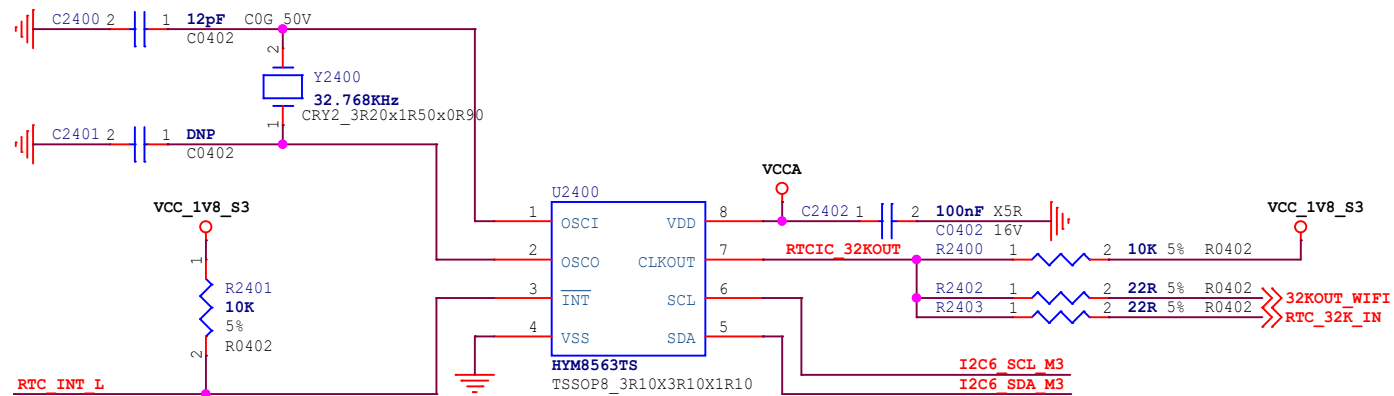 C2400 2 1 12pF C0G 50V
C0402
2
Y2400
32.768KHz
CRY2_3R20x1R50x0R90
1
C2401 2 1 DNP
C0402
VCC_1V8_S3
1
R2401
10K
5%
R0402
2
RTC_INT_L
U2400
1 OSCI
2 OSCO
3 INT
4 VSS
VDD 8
CLKOUT 7
SCL 6
SDA 5
HYM8563TS
TSSOP8_3R10X3R10X1R10
VCCA
C2402 1 2 100nF X5R
C0402 16V
VCC_1V8_S3
RTCIC_32KOUT
R2400 1 2 10K 5% R0402
R2402 1 2 22R 5% R0402 32KOUT_WIFI
R2403 1 2 22R 5% R0402 RTC_32K_IN
I2C6_SCL_M3
I2C6_SDA_M3